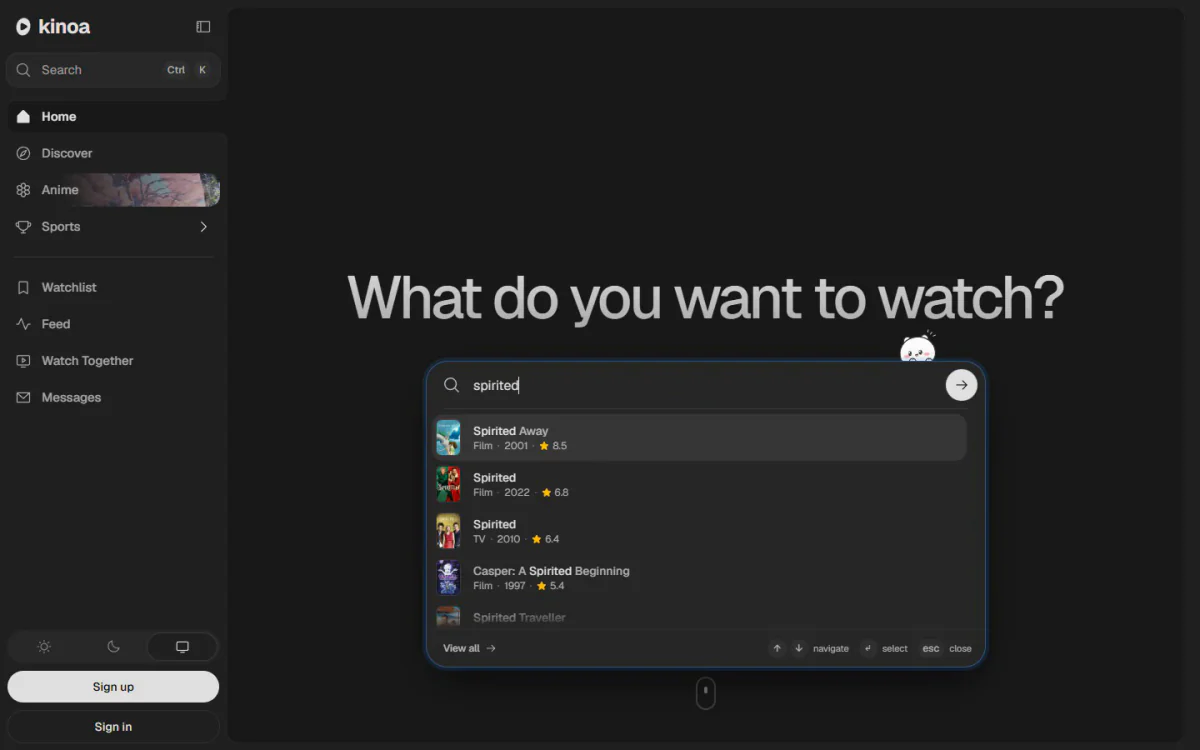 kinoa
Search Ctrl K
Home
Discover
Anime
Sports
Watchlist
Feed
Watch Together
Messages
Sign up
Sign in
What do you want to watch?
spirited
Spirited Away
Film · 2001 · 8.5
Spirited
Film · 2022 · 6.8
Spirited
TV · 2010 · 6.4
Casper: A Spirited Beginning
Film · 1997 · 5.4
Spirited Traveller
View all → ↑ ↓ navigate ↵ select esc close